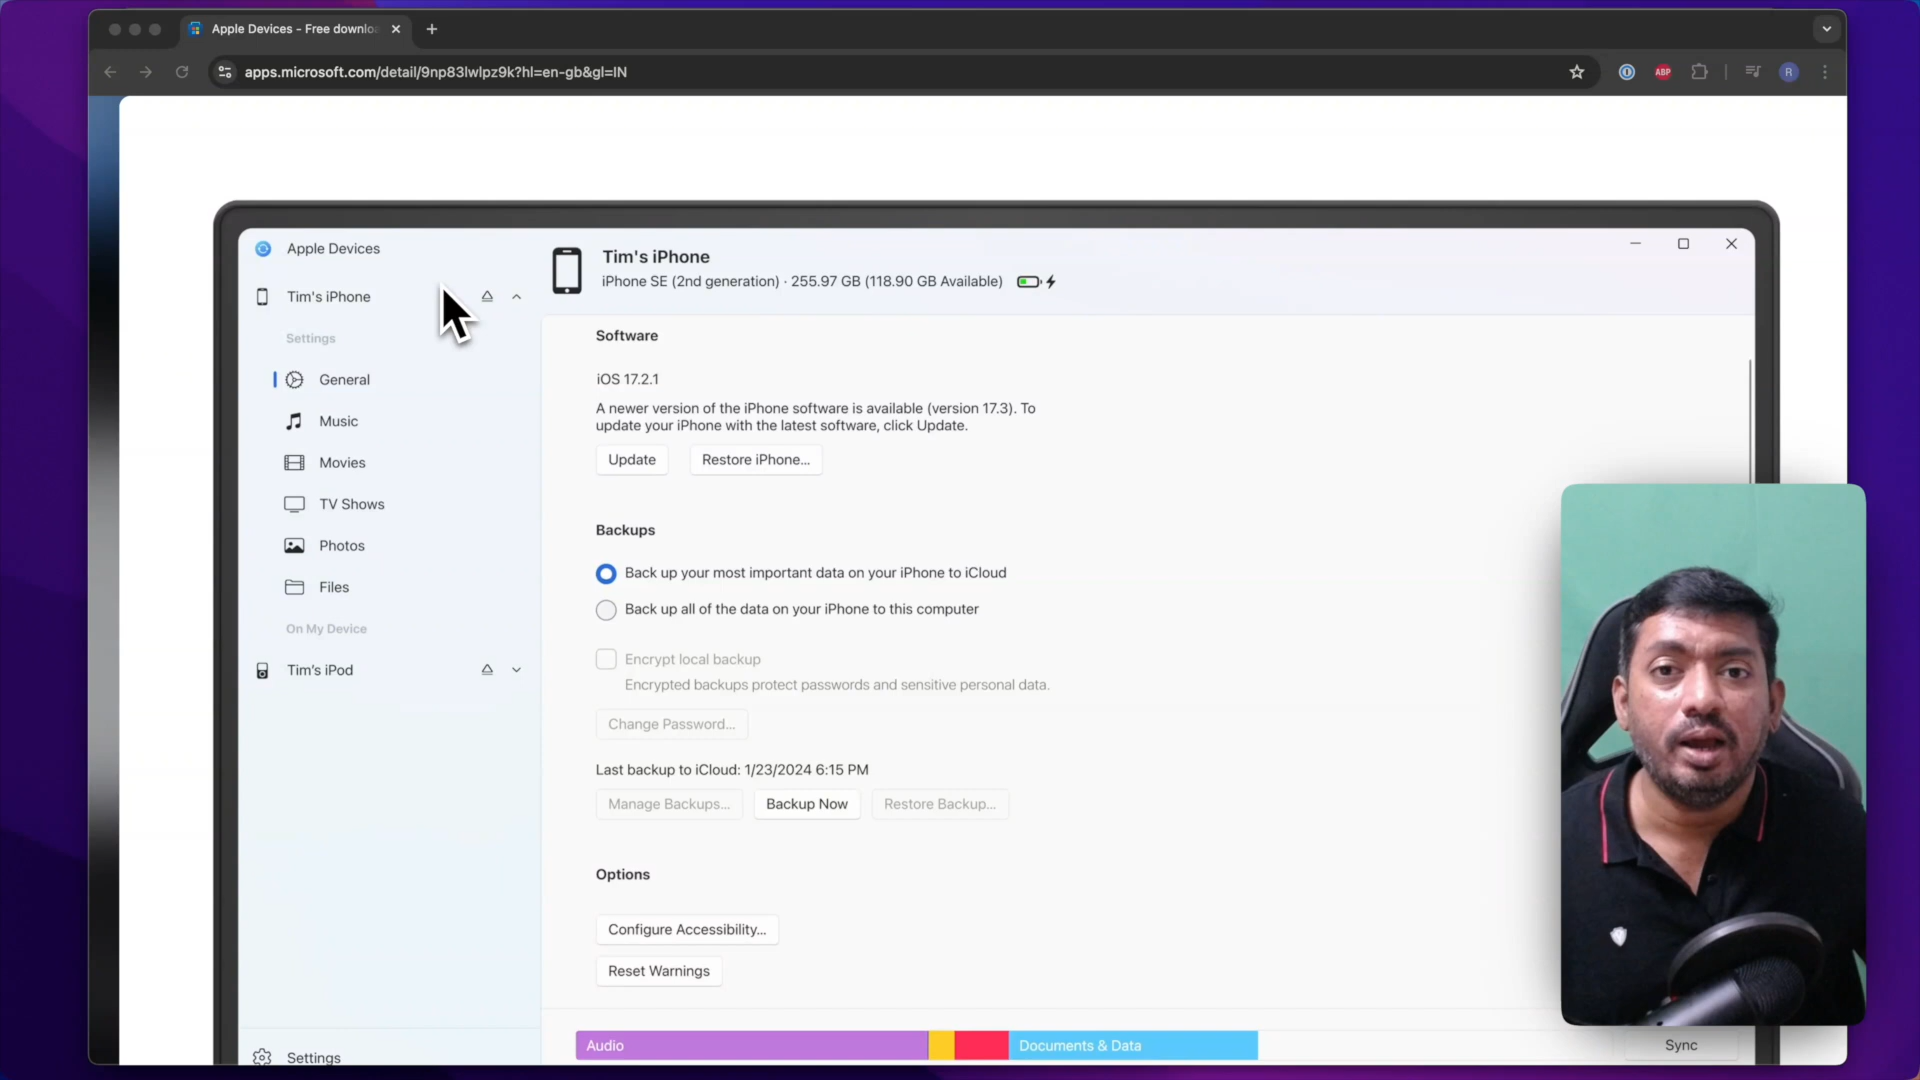 Apple Devices - Free downlo
apps.microsoft.com/detail/9np83lwlpz9k?hl=en-gb&gl=IN
ABP
R
Apple Devices
Tim's iPhone
Settings
General
Music
Movies
TV Shows
Photos
Files
On My Device
Tim's iPod
Settings
Tim's iPhone
iPhone SE (2nd generation) · 255.97 GB (118.90 GB Available)
Software
iOS 17.2.1
A newer version of the iPhone software is available (version 17.3). To
update your iPhone with the latest software, click Update.
Update
Restore iPhone...
Backups
Back up your most important data on your iPhone to iCloud
Back up all of the data on your iPhone to this computer
Encrypt local backup
Encrypted backups protect passwords and sensitive personal data.
Change Password...
Last backup to iCloud: 1/23/2024 6:15 PM
Manage Backups...
Backup Now
Restore Backup...
Options
Configure Accessibility...
Reset Warnings
Audio
Documents & Data
Sync